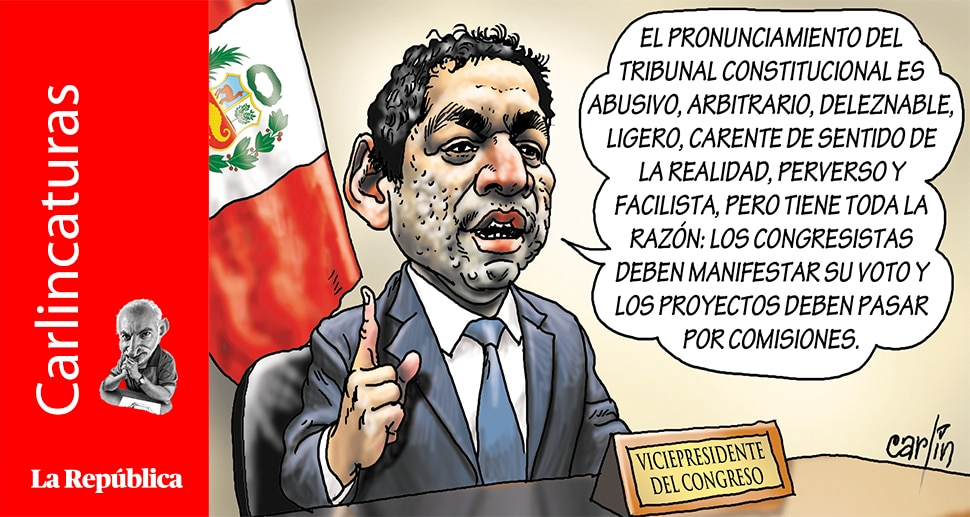 Carlincaturas
La República
EL PRONUNCIAMIENTO DEL
TRIBUNAL CONSTITUCIONAL ES
ABUSIVO, ARBITRARIO, DELEZNABLE,
LIGERO, CARENTE DE SENTIDO DE
LA REALIDAD, PERVERSO Y
FACILISTA, PERO TIENE TODA LA
RAZÓN: LOS CONGRESISTAS
DEBEN MANIFESTAR SU VOTO Y
LOS PROYECTOS DEBEN PASAR
POR COMISIONES.
VICIEPRESIDENTE
DEL CONGRESO
carlín